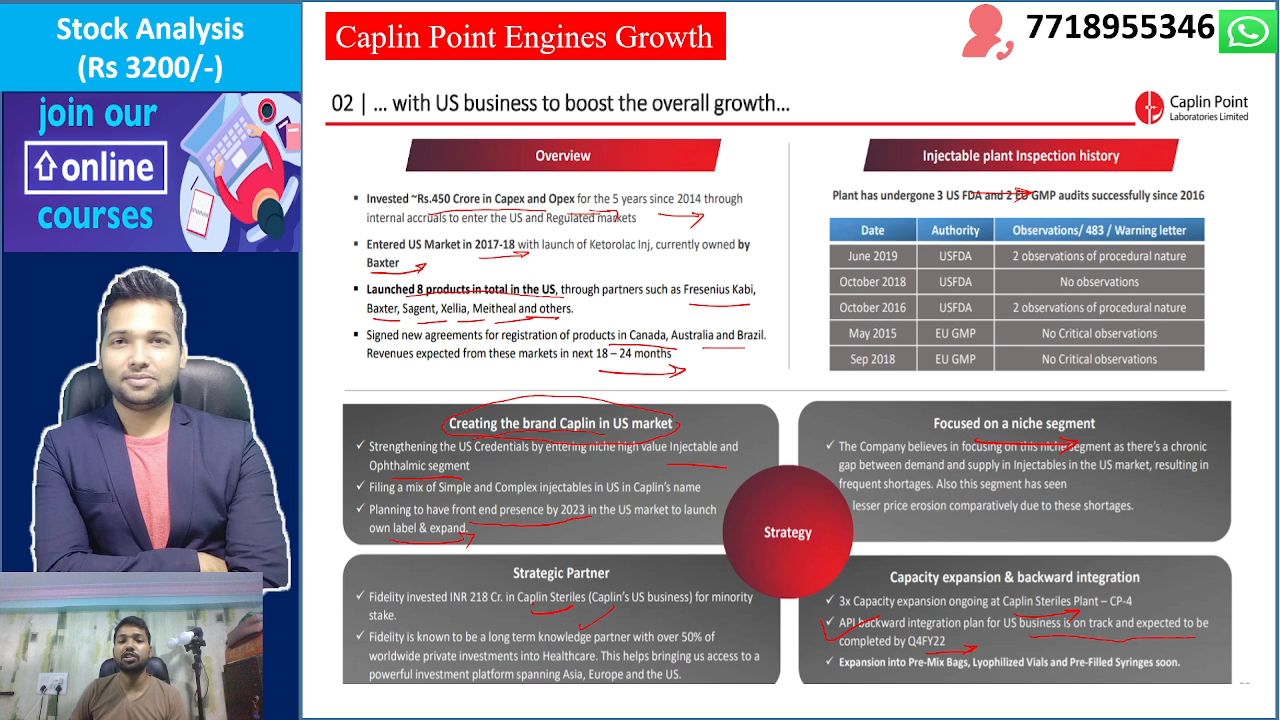 Stock Analysis
(Rs 3200/-)
join our
online
courses
Caplin Point Engines Growth
7718955346
02 | ... with US business to boost the overall growth...
Caplin Point
Laboratories Limited
Overview
Invested ~Rs.450 Crore in Capex and Opex for the 5 years since 2014 through
internal accruals to enter the US and Regulated markets
Entered US Market in 2017-18 with launch of Ketorolac Inj, currently owned by
Baxter
Launched 8 products in total in the US, through partners such as Fresenius Kabi,
Baxter, Sagent, Xellia, Meitheal and others.
Signed new agreements for registration of products in Canada, Australia and Brazil.
Revenues expected from these markets in next 18 – 24 months
Injectable plant Inspection history
Plant has undergone 3 US FDA and 2 EU GMP audits successfully since 2016
Date Authority Observations/ 483 / Warning letter
June 2019 USFDA 2 observations of procedural nature
October 2018 USFDA No observations
October 2016 USFDA 2 observations of procedural nature
May 2015 EU GMP No Critical observations
Sep 2018 EU GMP No Critical observations
Creating the brand Caplin in US market
✓ Strengthening the US Credentials by entering niche high value Injectable and
Ophthalmic segment
✓ Filing a mix of Simple and Complex injectables in US in Caplin's name
✓ Planning to have front end presence by 2023 in the US market to launch
own label & expand.
Focused on a niche segment
✓ The Company believes in focusing on this niche segment as there's a chronic
gap between demand and supply in Injectables in the US market, resulting in
frequent shortages. Also this segment has seen
lesser price erosion comparatively due to these shortages.
Strategy
Strategic Partner
✓ Fidelity invested INR 218 Cr. in Caplin Steriles (Caplin's US business) for minority
stake.
✓ Fidelity is known to be a long term knowledge partner with over 50% of
worldwide private investments into Healthcare. This helps bringing us access to a
powerful investment platform spanning Asia, Europe and the US.
Capacity expansion & backward integration
✓ 3x Capacity expansion ongoing at Caplin Steriles Plant – CP-4
✓ API backward integration plan for US business is on track and expected to be
completed by Q4FY22
✓ Expansion into Pre-Mix Bags, Lyophilized Vials and Pre-Filled Syringes soon.